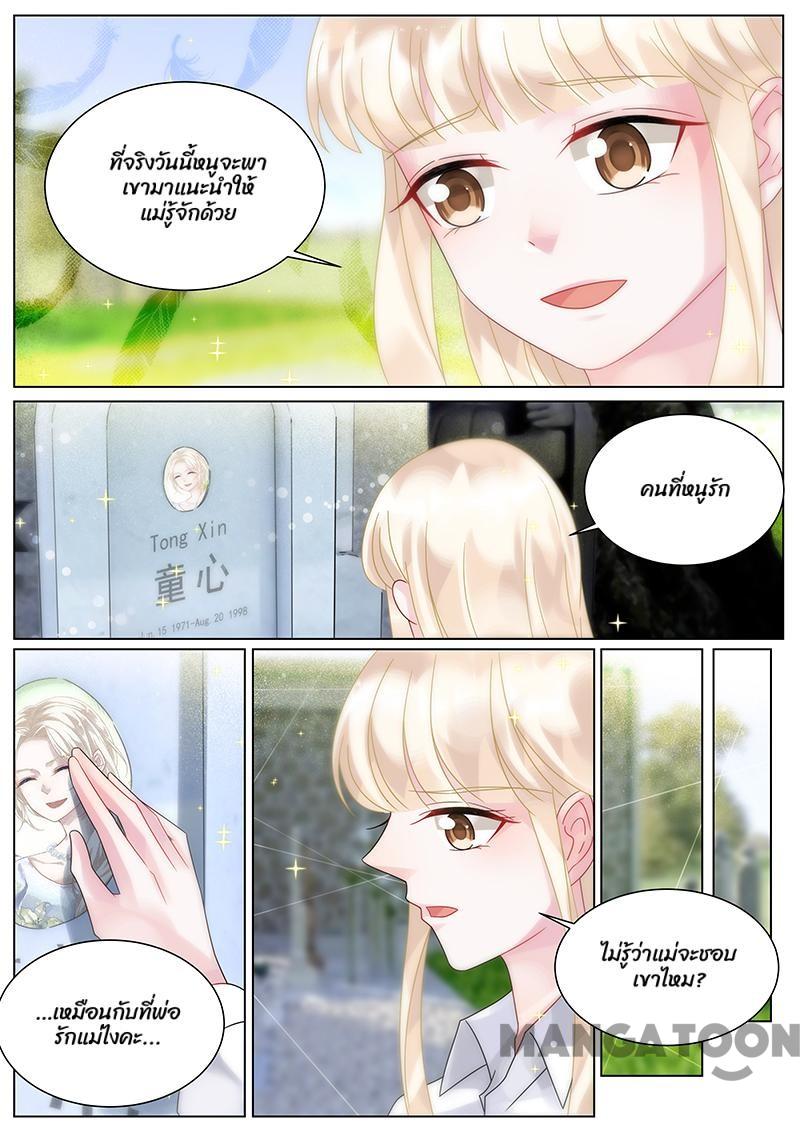 ที่จริงวันนี้หนูจะพา
เขามาแนะนำให้
แม่รู้จักด้วย
คนที่หนูรัก
Tong Xin
童心
Jun.15 1971-Aug.20 1998
...เหมือนกับที่พ่อ
รักแม่ไงคะ...
ไม่รู้ว่าแม่จะชอบ
เขาไหม?
MANGATOON